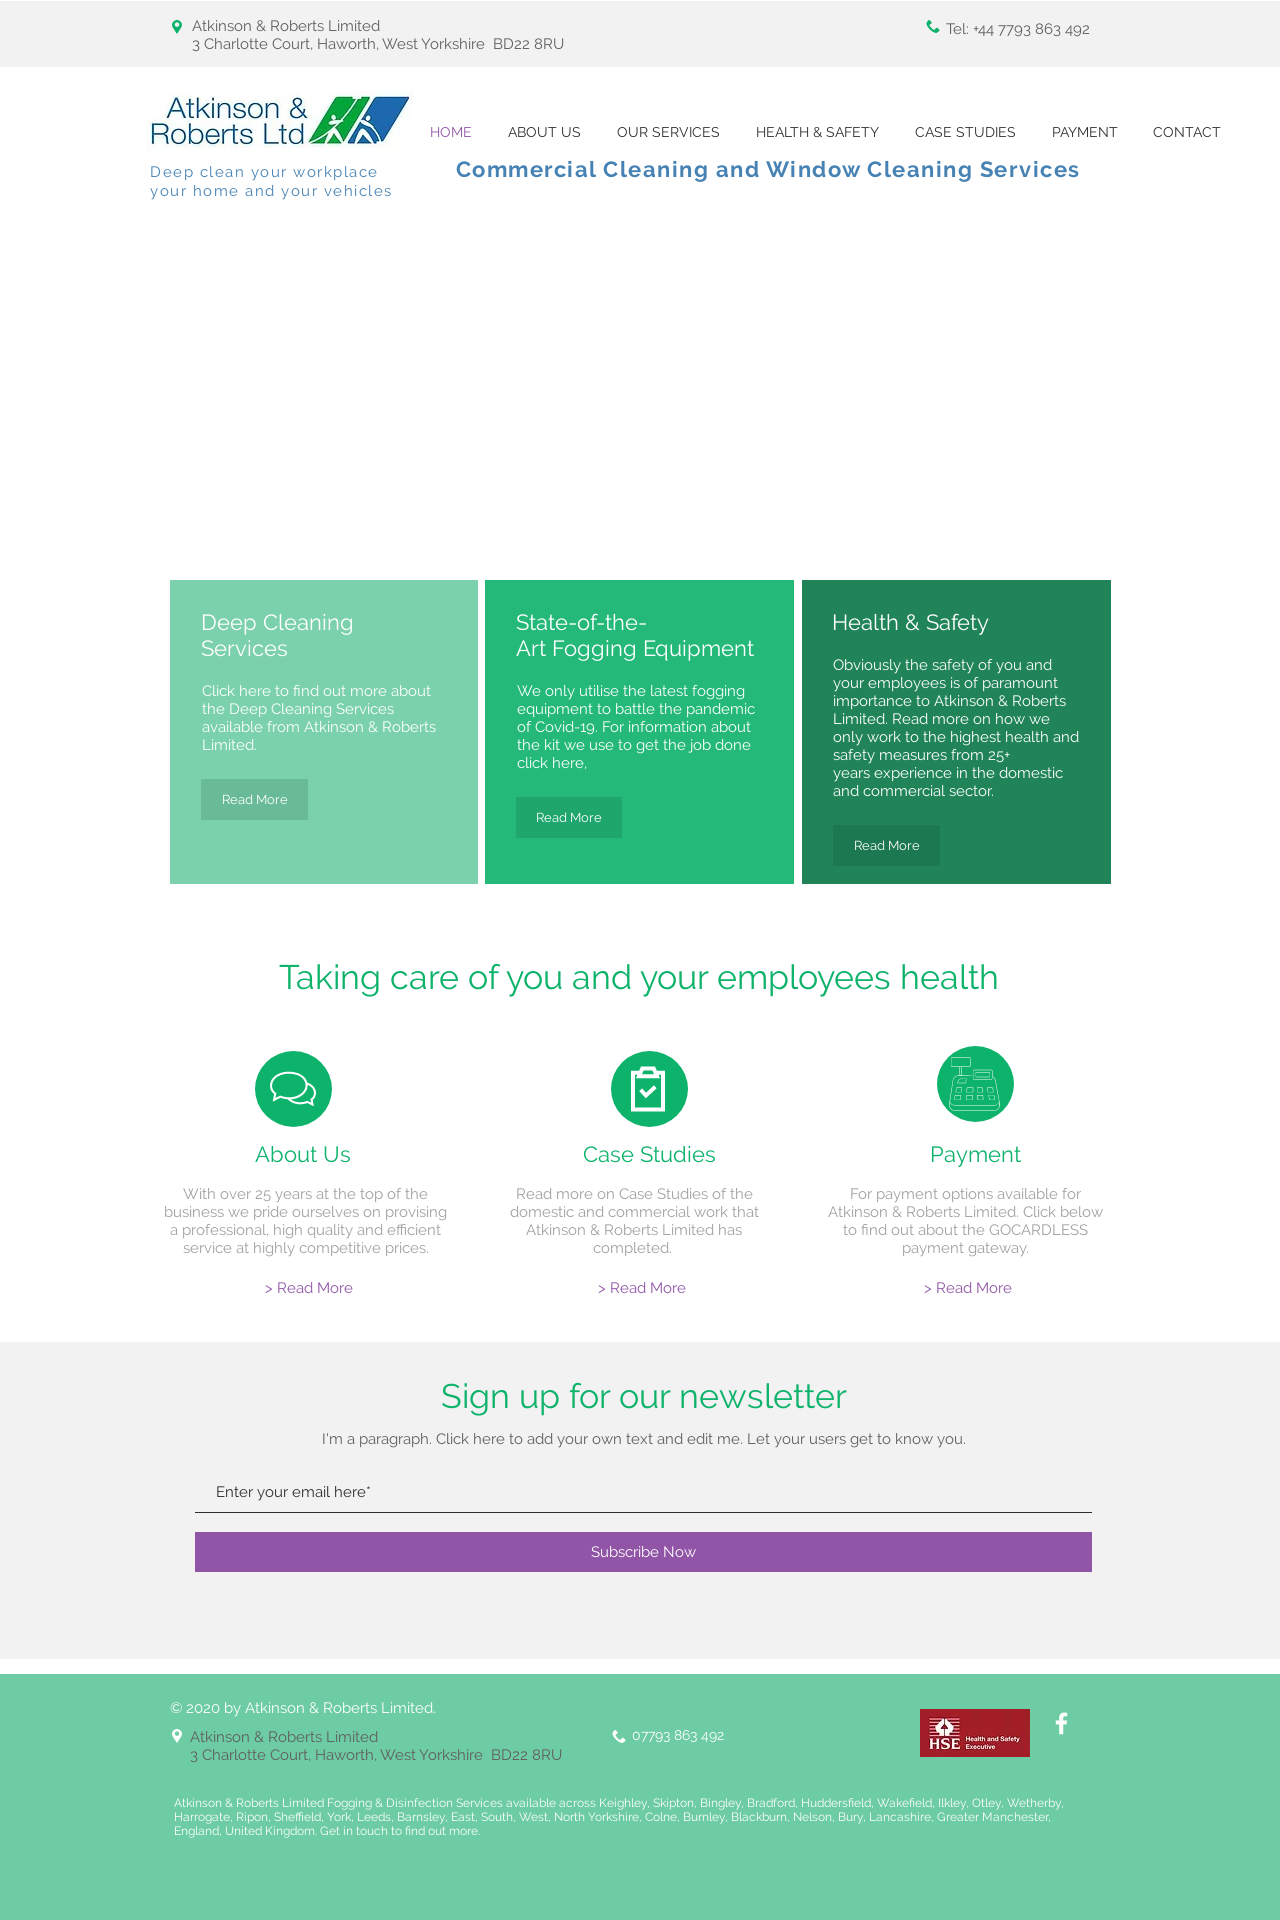 Atkinson & Roberts Limited
3 Charlotte Court, Haworth, West Yorkshire  BD22 8RU
Tel: +44 7793 863 492
Atkinson &
Roberts Ltd
Deep clean your workplace
your home and your vehicles
HOME
ABOUT US
OUR SERVICES
HEALTH & SAFETY
CASE STUDIES
PAYMENT
CONTACT
Commercial Cleaning and Window Cleaning Services
Deep Cleaning
Services
Click here to find out more about
the Deep Cleaning Services
available from Atkinson & Roberts
Limited.
Read More
State-of-the-
Art Fogging Equipment
We only utilise the latest fogging
equipment to battle the pandemic
of Covid-19. For information about
the kit we use to get the job done
click here,
Read More
Health & Safety
Obviously the safety of you and
your employees is of paramount
importance to Atkinson & Roberts
Limited. Read more on how we
only work to the highest health and
safety measures from 25+
years experience in the domestic
and commercial sector.
Read More
Taking care of you and your employees health
About Us
With over 25 years at the top of the
business we pride ourselves on provising
a professional, high quality and efficient
service at highly competitive prices.
> Read More
Case Studies
Read more on Case Studies of the
domestic and commercial work that
Atkinson & Roberts Limited has
completed.
> Read More
Payment
For payment options available for
Atkinson & Roberts Limited. Click below
to find out about the GOCARDLESS
payment gateway.
> Read More
Sign up for our newsletter
I'm a paragraph. Click here to add your own text and edit me. Let your users get to know you.
Enter your email here*
Subscribe Now
© 2020 by Atkinson & Roberts Limited.
Atkinson & Roberts Limited
3 Charlotte Court, Haworth, West Yorkshire  BD22 8RU
07793 863 492
HSE
Health and Safety
Executive
Atkinson & Roberts Limited Fogging & Disinfection Services available across Keighley, Skipton, Bingley, Bradford, Huddersfield, Wakefield, Ilkley, Otley, Wetherby,
Harrogate, Ripon, Sheffield, York, Leeds, Barnsley, East, South, West, North Yorkshire, Colne, Burnley, Blackburn, Nelson, Bury, Lancashire, Greater Manchester,
England, United Kingdom. Get in touch to find out more.